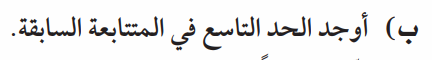 ب) أوجد الحد التاسع في المتتابعة السابقة.